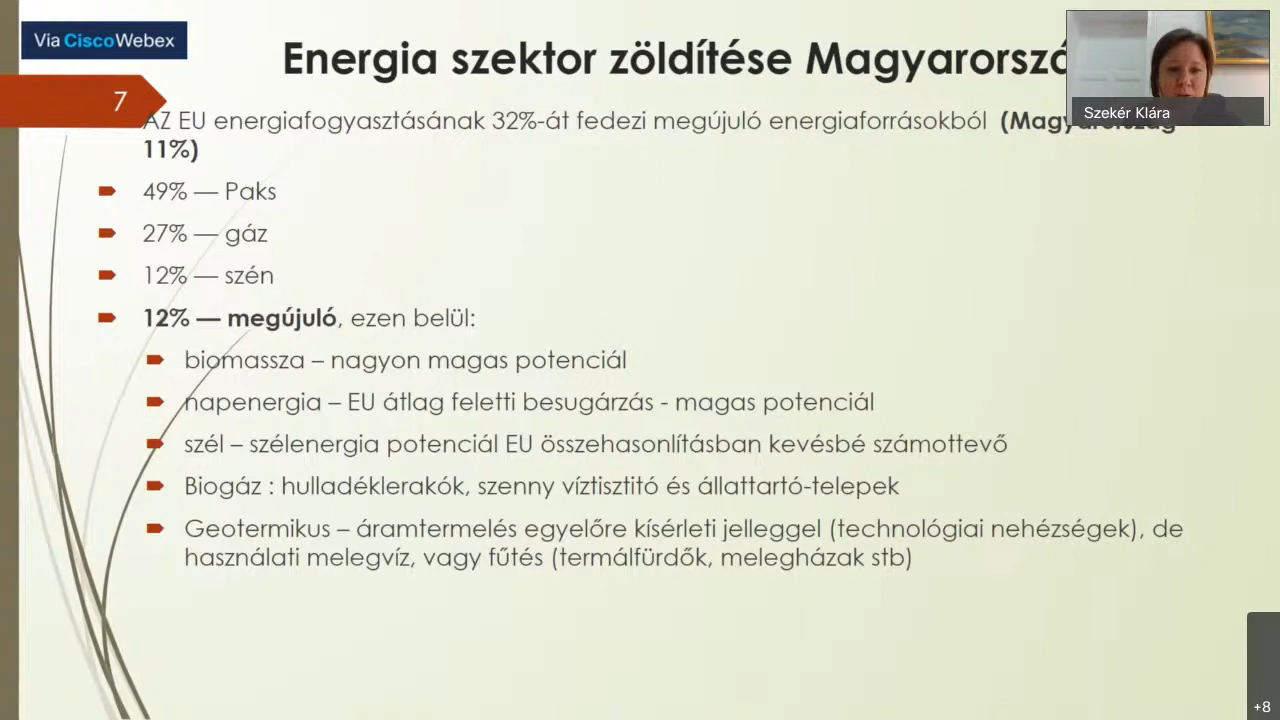 Via CiscoWebex
Energia szektor zöldítése
7
Szekér Klára
AZ EU energiafogyasztásának 32%-át fedezi megújuló energiaforrásokból (Magyarország
11%)
49% — Paks
27% — gáz
12% — szén
12% — megújuló, ezen belül:
biomassza – nagyon magas potenciál
napenergia – EU átlag feletti besugárzás - magas potenciál
szél – szélenergia potenciál EU összehasonlításban kevésbé számottevő
Biogáz : hulladéklerakók, szenny víztisztitó és állattartó-telepek
Geotermikus – áramtermelés egyelőre kísérleti jelleggel (technológiai nehézségek), de
használati melegvíz, vagy fűtés (termálfürdők, melegházak stb)
+8